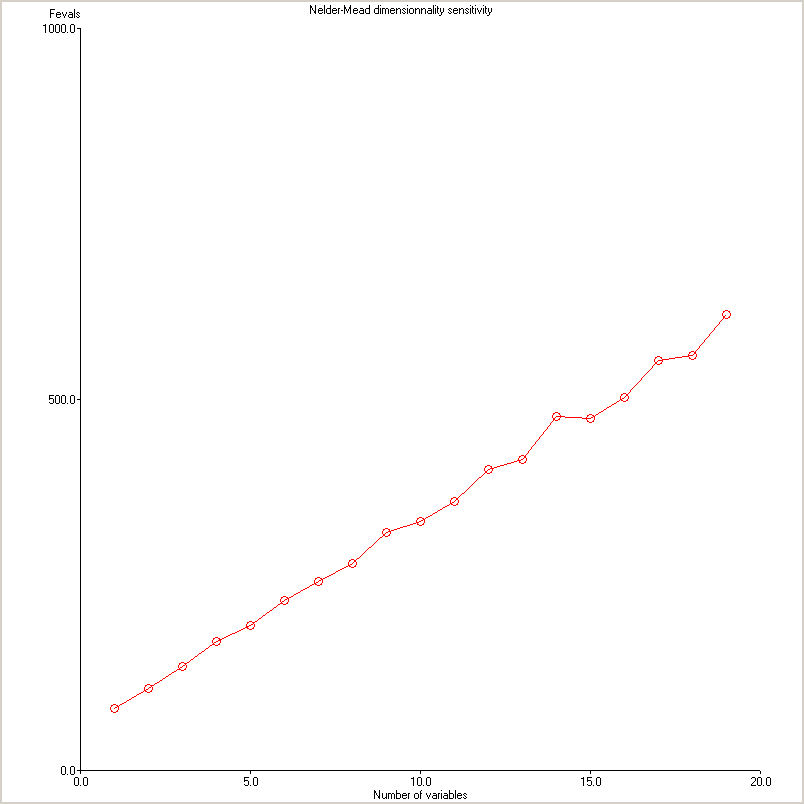 Nelder-Mead dimensionnality sensitivity
Fevals
1000.0
500.0
0.0
0.0 5.0 10.0 15.0 20.0
Number of variables